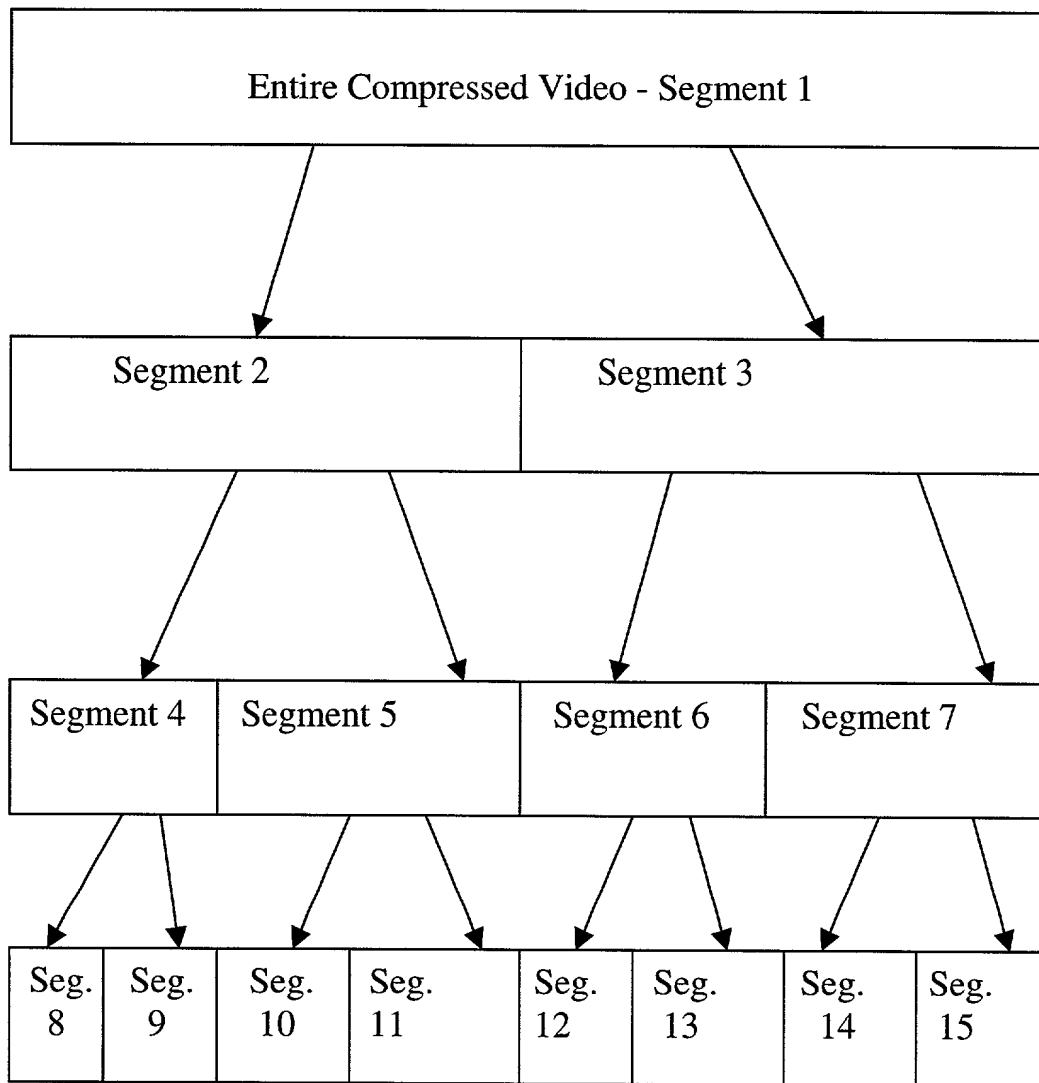 Entire Compressed Video - Segment 1
Segment 2
Segment 3
Segment 4
Segment 5
Segment 6
Segment 7
Seg.
8
Seg.
9
Seg.
10
Seg.
11
Seg.
12
Seg.
13
Seg.
14
Seg.
15